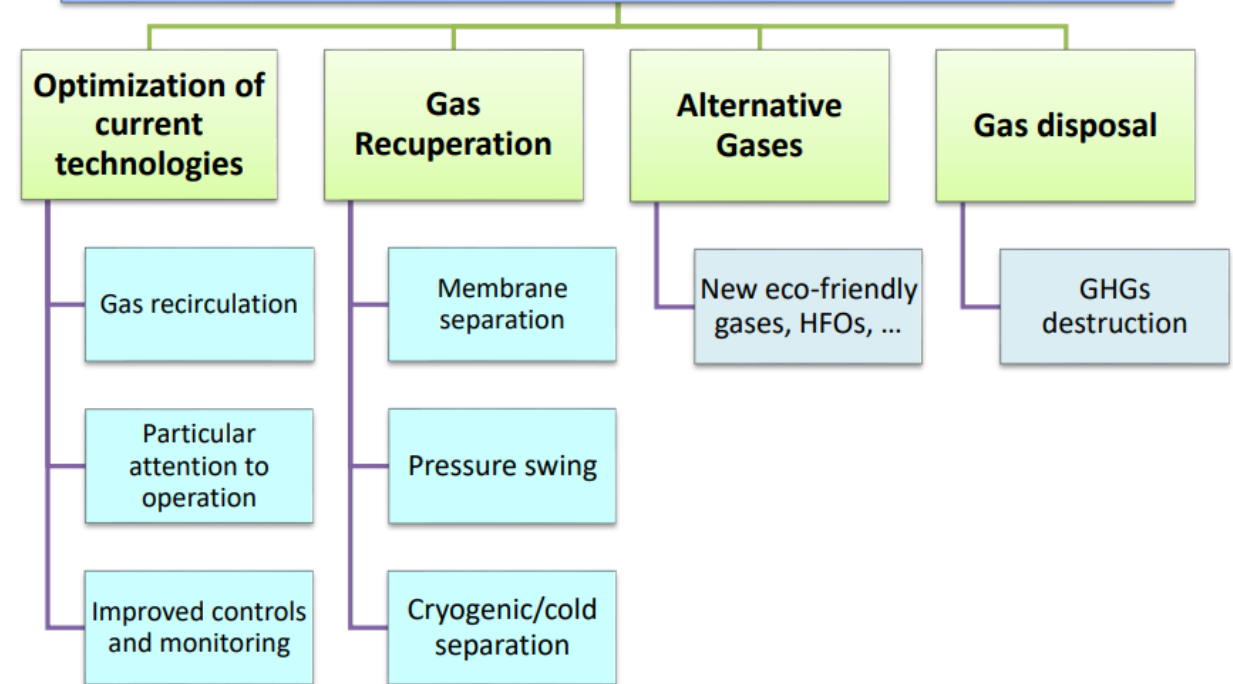 Optimization of
current
technologies
Gas recirculation
Particular
attention to
operation
Improved controls
and monitoring
Gas
Recuperation
Membrane
separation
Pressure swing
Cryogenic/cold
separation
Alternative
Gases
New eco-friendly
gases, HFOs, ...
Gas disposal
GHGs
destruction